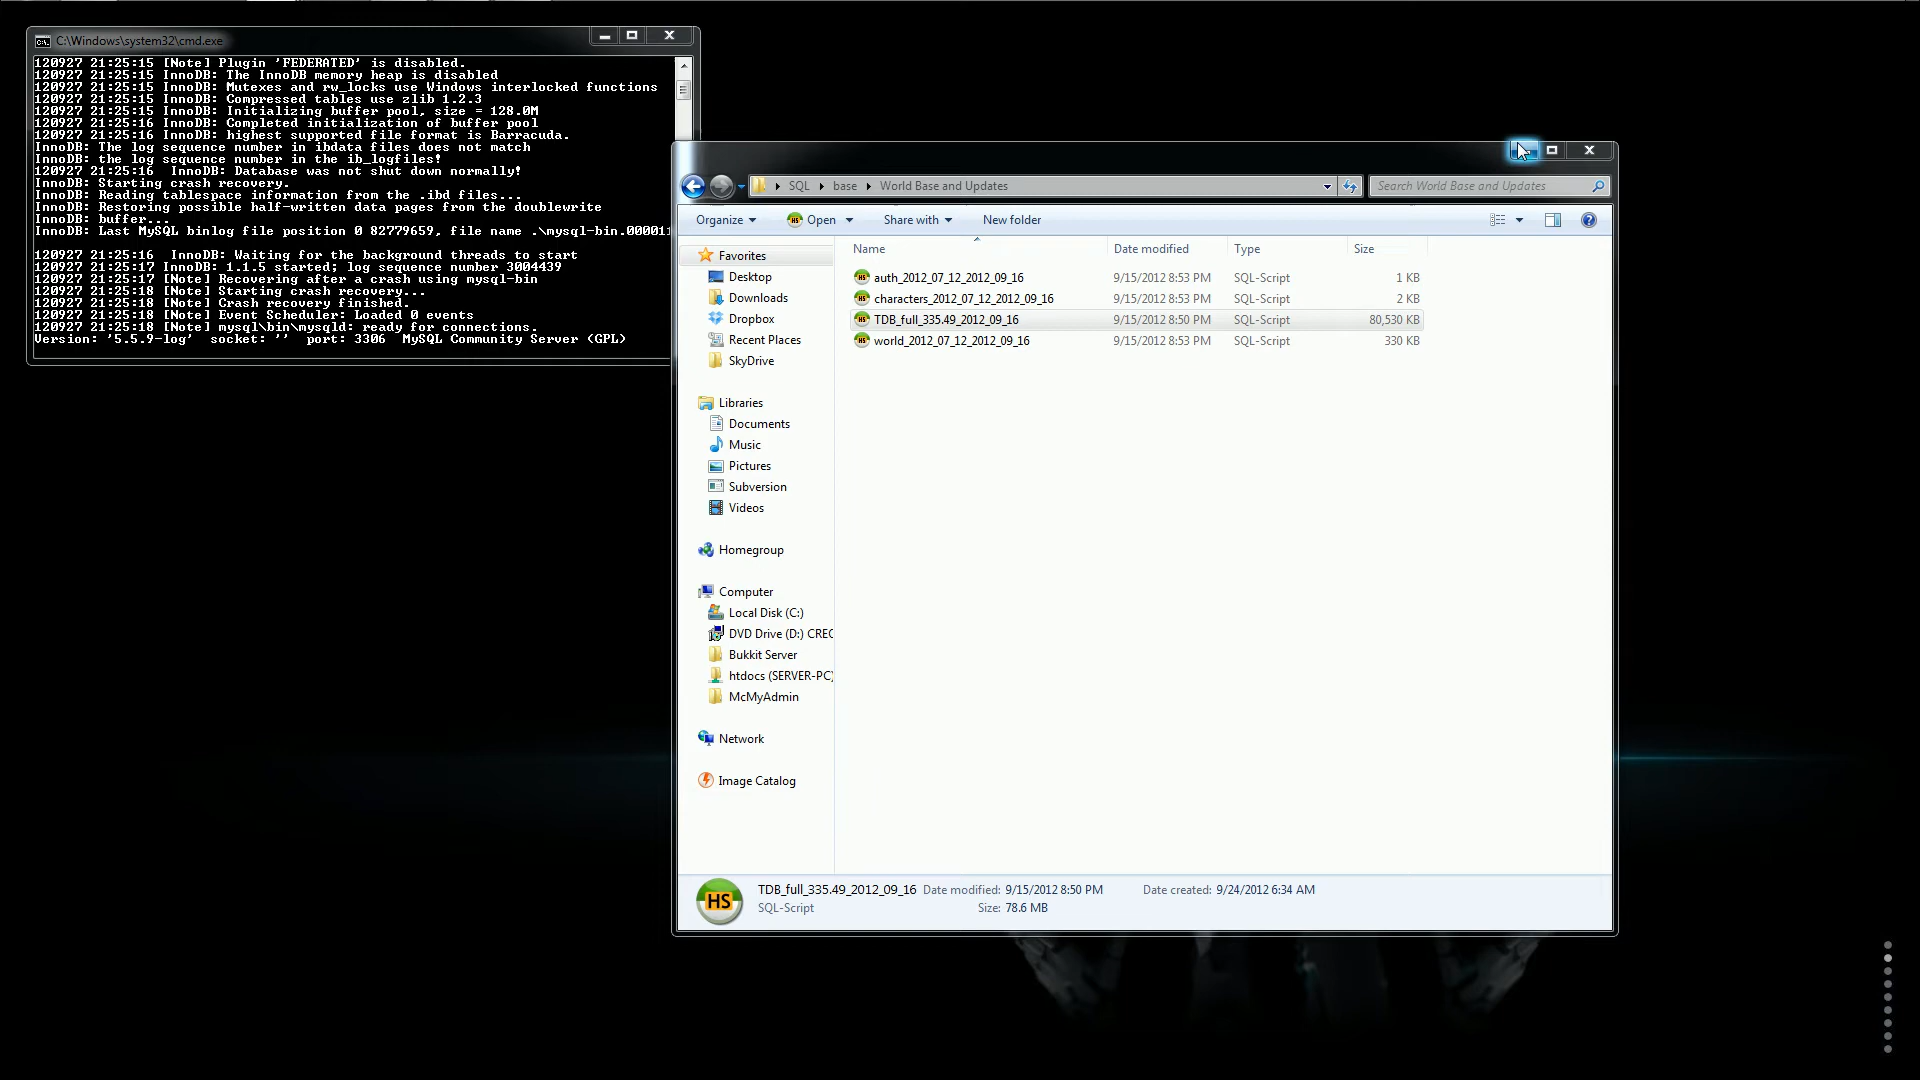 C:\Windows\system32\cmd.exe
120927 21:25:15 [Note] Plugin 'FEDERATED' is disabled.
120927 21:25:15 InnoDB: The InnoDB memory heap is disabled
120927 21:25:15 InnoDB: Mutexes and rw_locks use Windows interlocked functions
120927 21:25:15 InnoDB: Compressed tables use zlib 1.2.3
120927 21:25:15 InnoDB: Initializing buffer pool, size = 128.0M
120927 21:25:16 InnoDB: Completed initialization of buffer pool
120927 21:25:16 InnoDB: highest supported file format is Barracuda.
InnoDB: The log sequence number in ibdata files does not match
InnoDB: the log sequence number in the ib_logfiles!
120927 21:25:16  InnoDB: Database was not shut down normally!
InnoDB: Starting crash recovery.
InnoDB: Reading tablespace information from the .ibd files...
InnoDB: Restoring possible half-written data pages from the doublewrite
InnoDB: buffer...
InnoDB: Last MySQL binlog file position 0 82779659, file name .\mysql-bin.000011
120927 21:25:16  InnoDB: Waiting for the background threads to start
120927 21:25:17 InnoDB: 1.1.5 started; log sequence number 3004439
120927 21:25:17 [Note] Recovering after a crash using mysql-bin
120927 21:25:18 [Note] Starting crash recovery...
120927 21:25:18 [Note] Crash recovery finished.
120927 21:25:18 [Note] Event Scheduler: Loaded 0 events
120927 21:25:18 [Note] mysql\bin\mysqld: ready for connections.
Version: '5.5.9-log'  socket: ''  port: 3306  MySQL Community Server (GPL)
SQL base World Base and Updates
Search World Base and Updates
Organize Open Share with New folder
Favorites
Desktop
Downloads
Dropbox
Recent Places
SkyDrive
Libraries
Documents
Music
Pictures
Subversion
Videos
Homegroup
Computer
Local Disk (C:)
DVD Drive (D:) CREC
Bukkit Server
htdocs (SERVER-PC)
McMyAdmin
Network
Image Catalog
Name Date modified Type Size
auth_2012_07_12_2012_09_16 9/15/2012 8:53 PM SQL-Script 1 KB
characters_2012_07_12_2012_09_16 9/15/2012 8:53 PM SQL-Script 2 KB
TDB_full_335.49_2012_09_16 9/15/2012 8:50 PM SQL-Script 80,530 KB
world_2012_07_12_2012_09_16 9/15/2012 8:53 PM SQL-Script 330 KB
HS
TDB_full_335.49_2012_09_16 Date modified: 9/15/2012 8:50 PM Date created: 9/24/2012 6:34 AM
SQL-Script Size: 78.6 MB